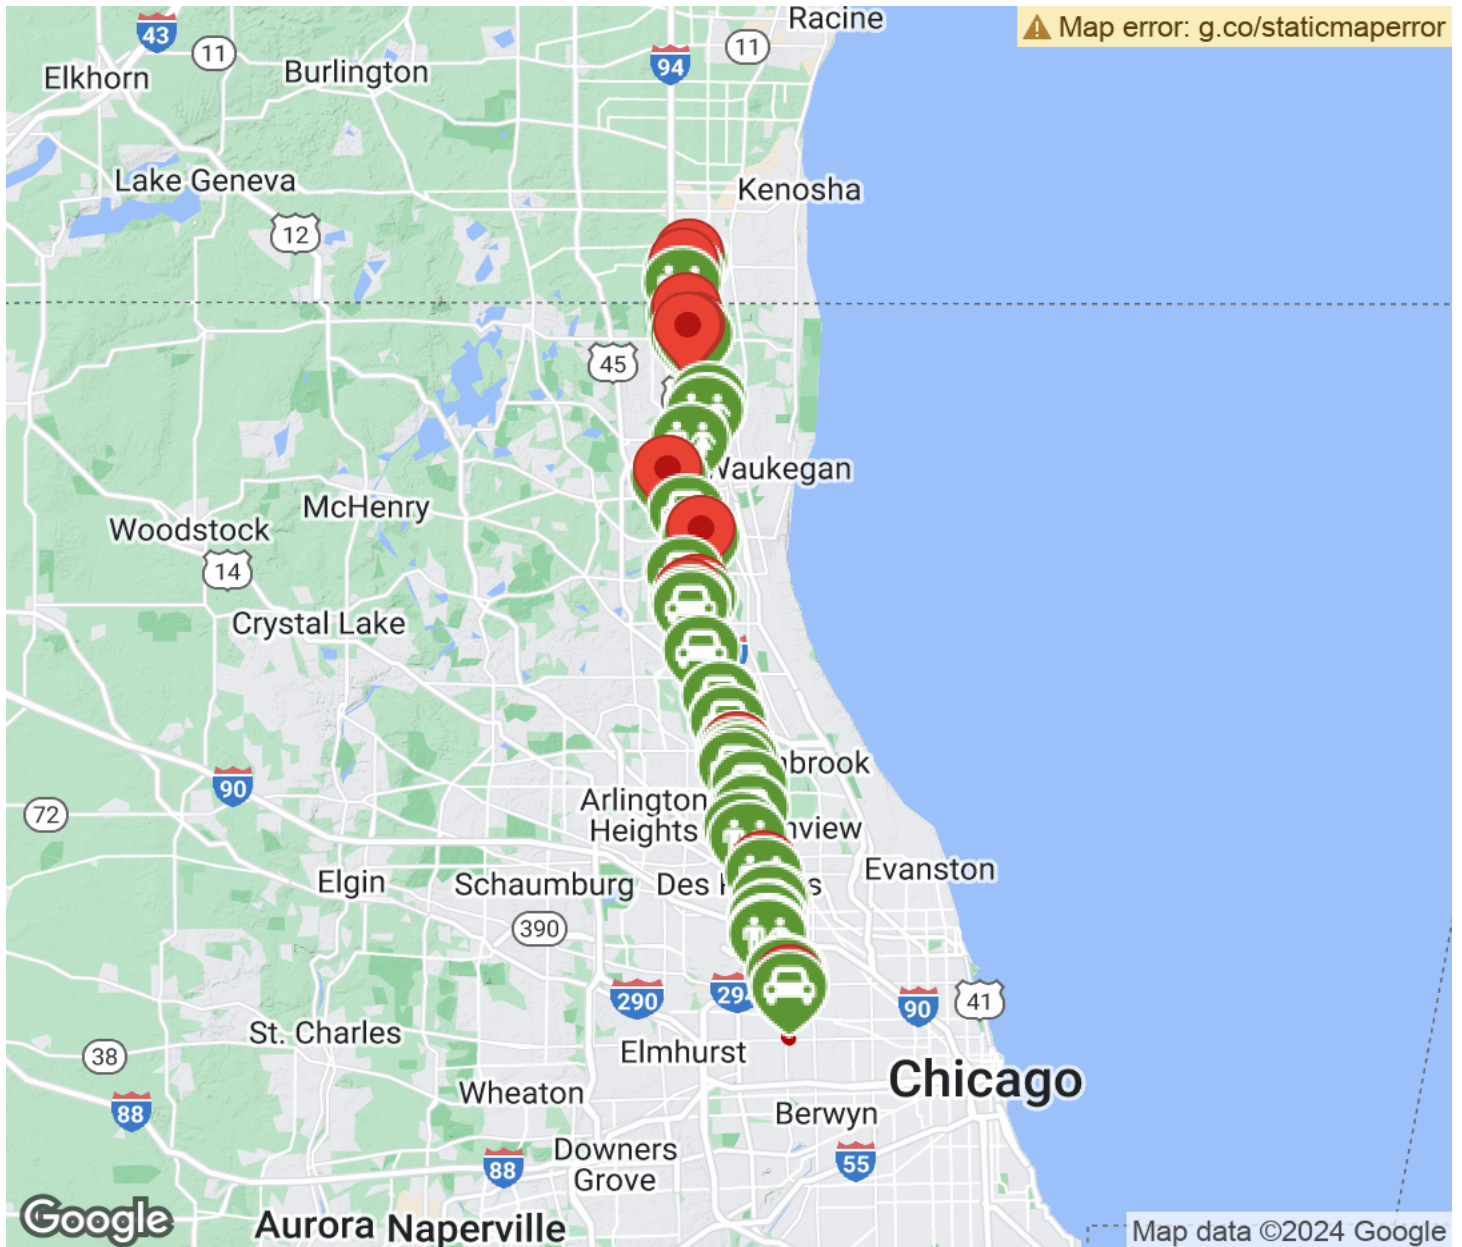 Racine
⚠ Map error: g.co/staticmaperror
43
11
94
11
Elkhorn
Burlington
Lake Geneva
Kenosha
12
45
Waukegan
McHenry
Woodstock
14
Crystal Lake
90
72
Arlington
Heights
Elgin
Schaumburg
Des
Evanston
390
290
294
90
41
St. Charles
38
Elmhurst
Chicago
Wheaton
88
Berwyn
Downers
Grove
88
55
Google
Aurora
Naperville
Map data ©2024 Google